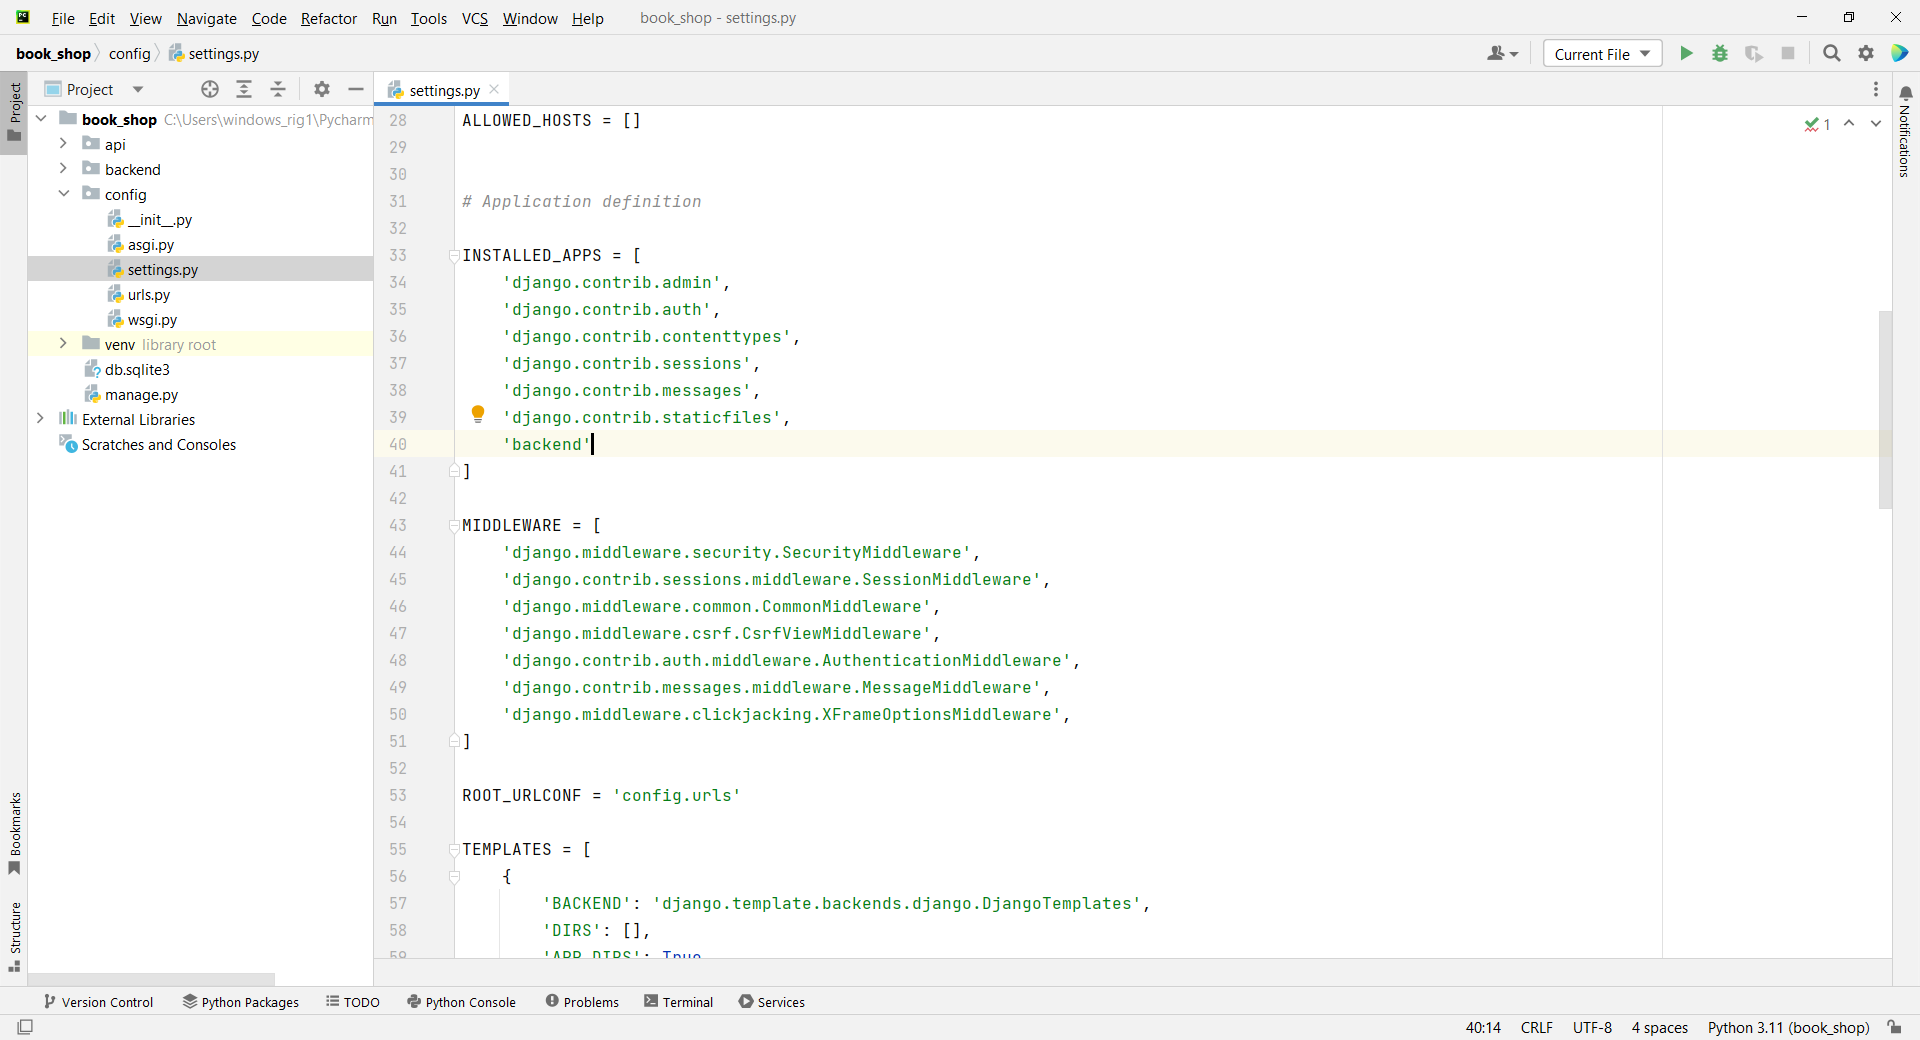 File Edit View Navigate Code Refactor Run Tools VCS Window Help book_shop - settings.py
book_shop config settings.py Current File
Project
Project
settings.py
book_shop C:\Users\windows_rig1\Pycharm
api
backend
config
__init__.py
asgi.py
settings.py
urls.py
wsgi.py
venv library root
db.sqlite3
manage.py
External Libraries
Scratches and Consoles
28 ALLOWED_HOSTS = []
29
30
31 # Application definition
32
33 INSTALLED_APPS = [
34 'django.contrib.admin',
35 'django.contrib.auth',
36 'django.contrib.contenttypes',
37 'django.contrib.sessions',
38 'django.contrib.messages',
39 'django.contrib.staticfiles',
40 'backend'
41 ]
42
43 MIDDLEWARE = [
44 'django.middleware.security.SecurityMiddleware',
45 'django.contrib.sessions.middleware.SessionMiddleware',
46 'django.middleware.common.CommonMiddleware',
47 'django.middleware.csrf.CsrfViewMiddleware',
48 'django.contrib.auth.middleware.AuthenticationMiddleware',
49 'django.contrib.messages.middleware.MessageMiddleware',
50 'django.middleware.clickjacking.XFrameOptionsMiddleware',
51 ]
52
53 ROOT_URLCONF = 'config.urls'
54
55 TEMPLATES = [
56 {
57 'BACKEND': 'django.template.backends.django.DjangoTemplates',
58 'DIRS': [],
59 'APP_DIRS': True
1
Notifications
Bookmarks
Structure
Version Control Python Packages TODO Python Console Problems Terminal Services
40:14 CRLF UTF-8 4 spaces Python 3.11 (book_shop)